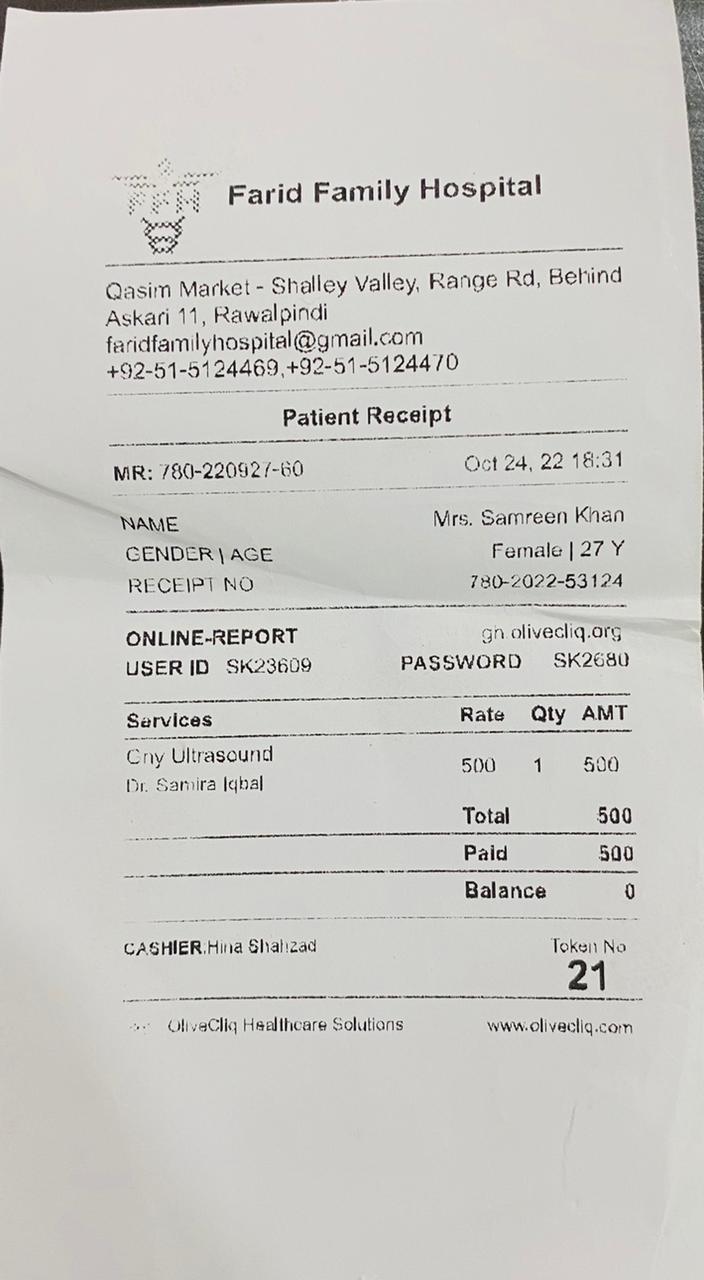 FFH
Farid Family Hospital
Qasim Market - Shalley Valley, Range Rd, Behind
Askari 11, Rawalpindi
faridfamilyhospital@gmail.com
+92-51-5124469,+92-51-5124470
Patient Receipt
MR: 780-220927-60 Oct 24, 22 18:31
NAME Mrs. Samreen Khan
GENDER | AGE Female | 27 Y
RECEIPT NO 780-2022-53124
ONLINE-REPORT gh.olivecliq.org
USER ID SK23609 PASSWORD SK2680
Services Rate Qty AMT
Gny Ultrasound
500 1 500
Dr. Samira Iqbal
Total 500
Paid 500
Balance 0
CASHIER:Hina Shahzad Token No
21
OliveCliq Healthcare Solutions www.olivecliq.com